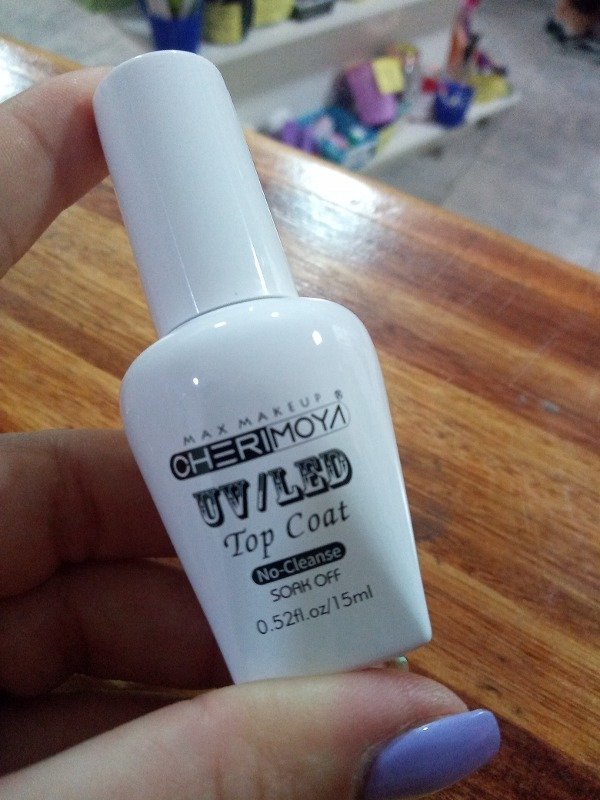 MAX MAKEUP ®
CHERIMOYA
UV/LED
Top Coat
No-Cleanse
SOAK OFF
0.52fl.oz/15ml